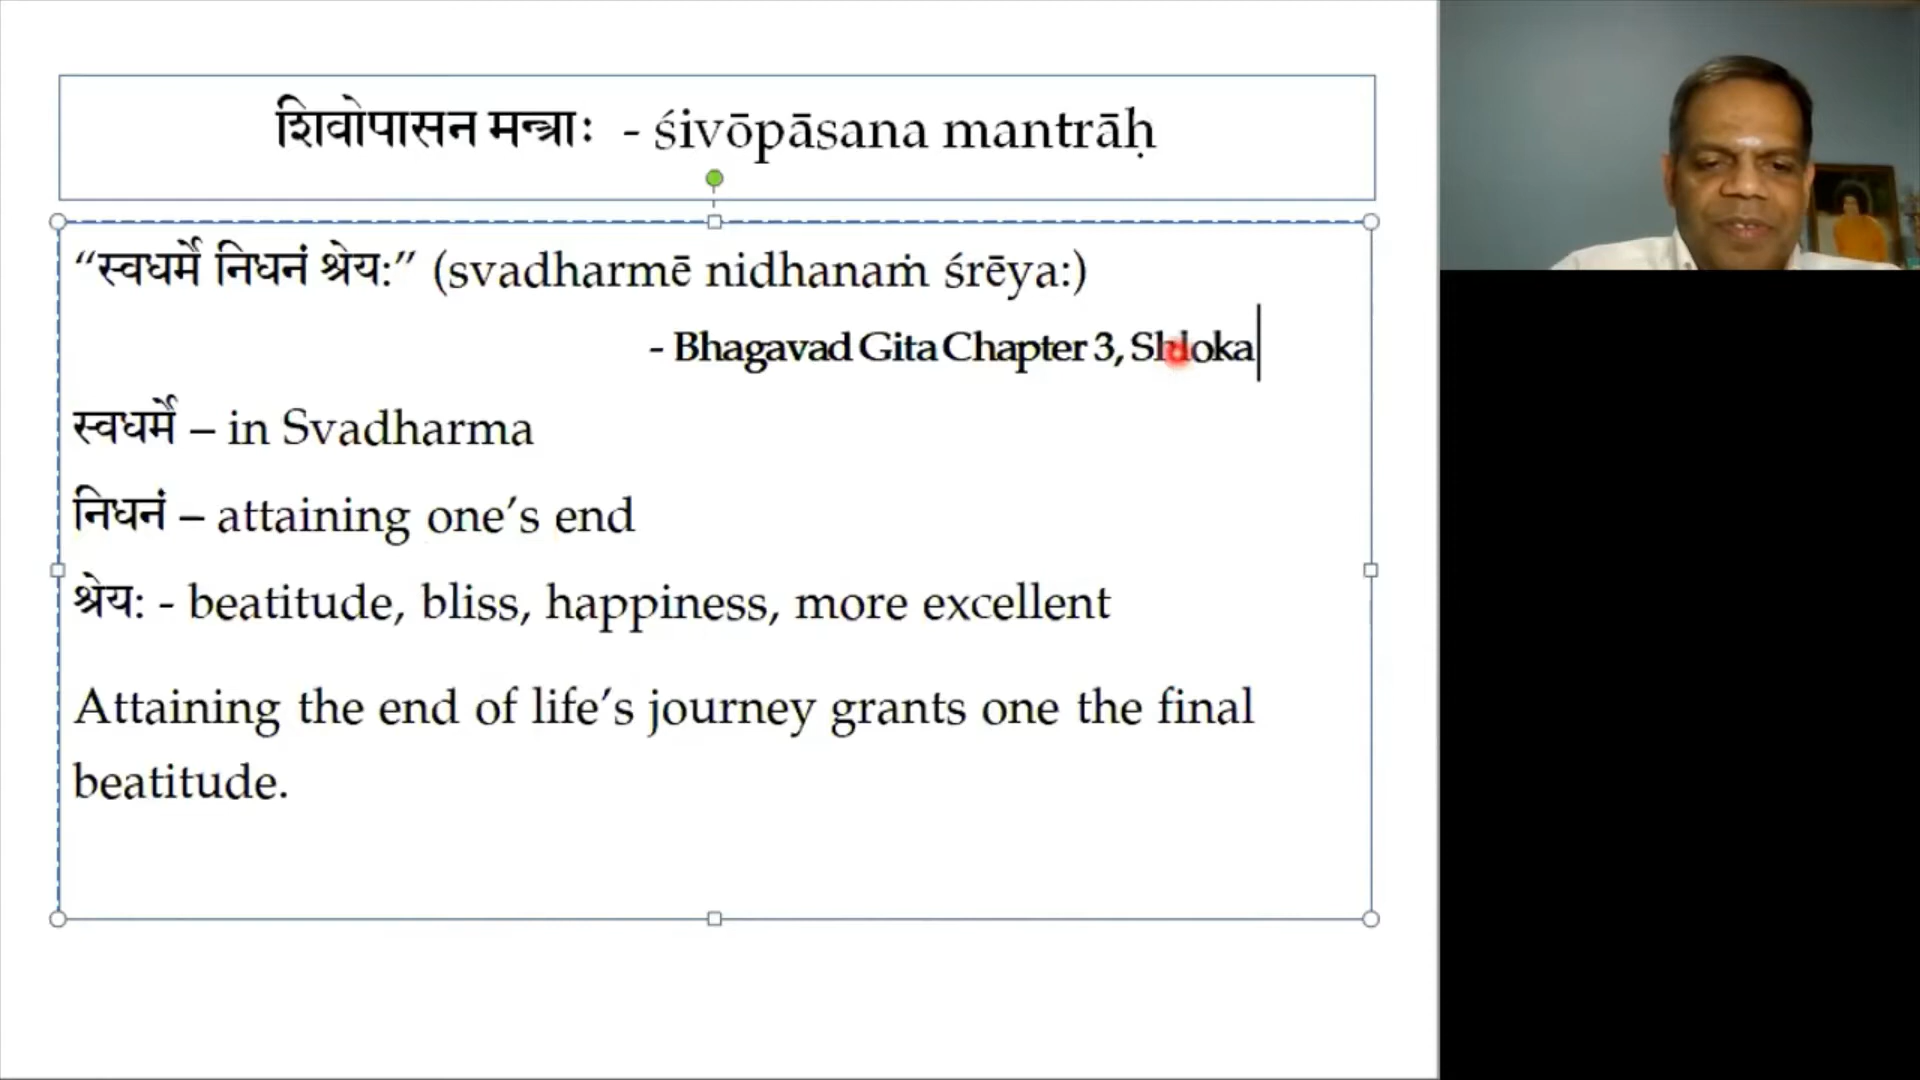 शिवोपासन मन्त्राः - śivōpāsana mantrāḥ
“स्वधर्मे निधनं श्रेय:” (svadharmē nidhanaṁ śrēya:)
- Bhagavad Gita Chapter 3, Shloka
स्वधर्मे – in Svadharma
निधनं – attaining one’s end
श्रेय: - beatitude, bliss, happiness, more excellent
Attaining the end of life’s journey grants one the final
beatitude.